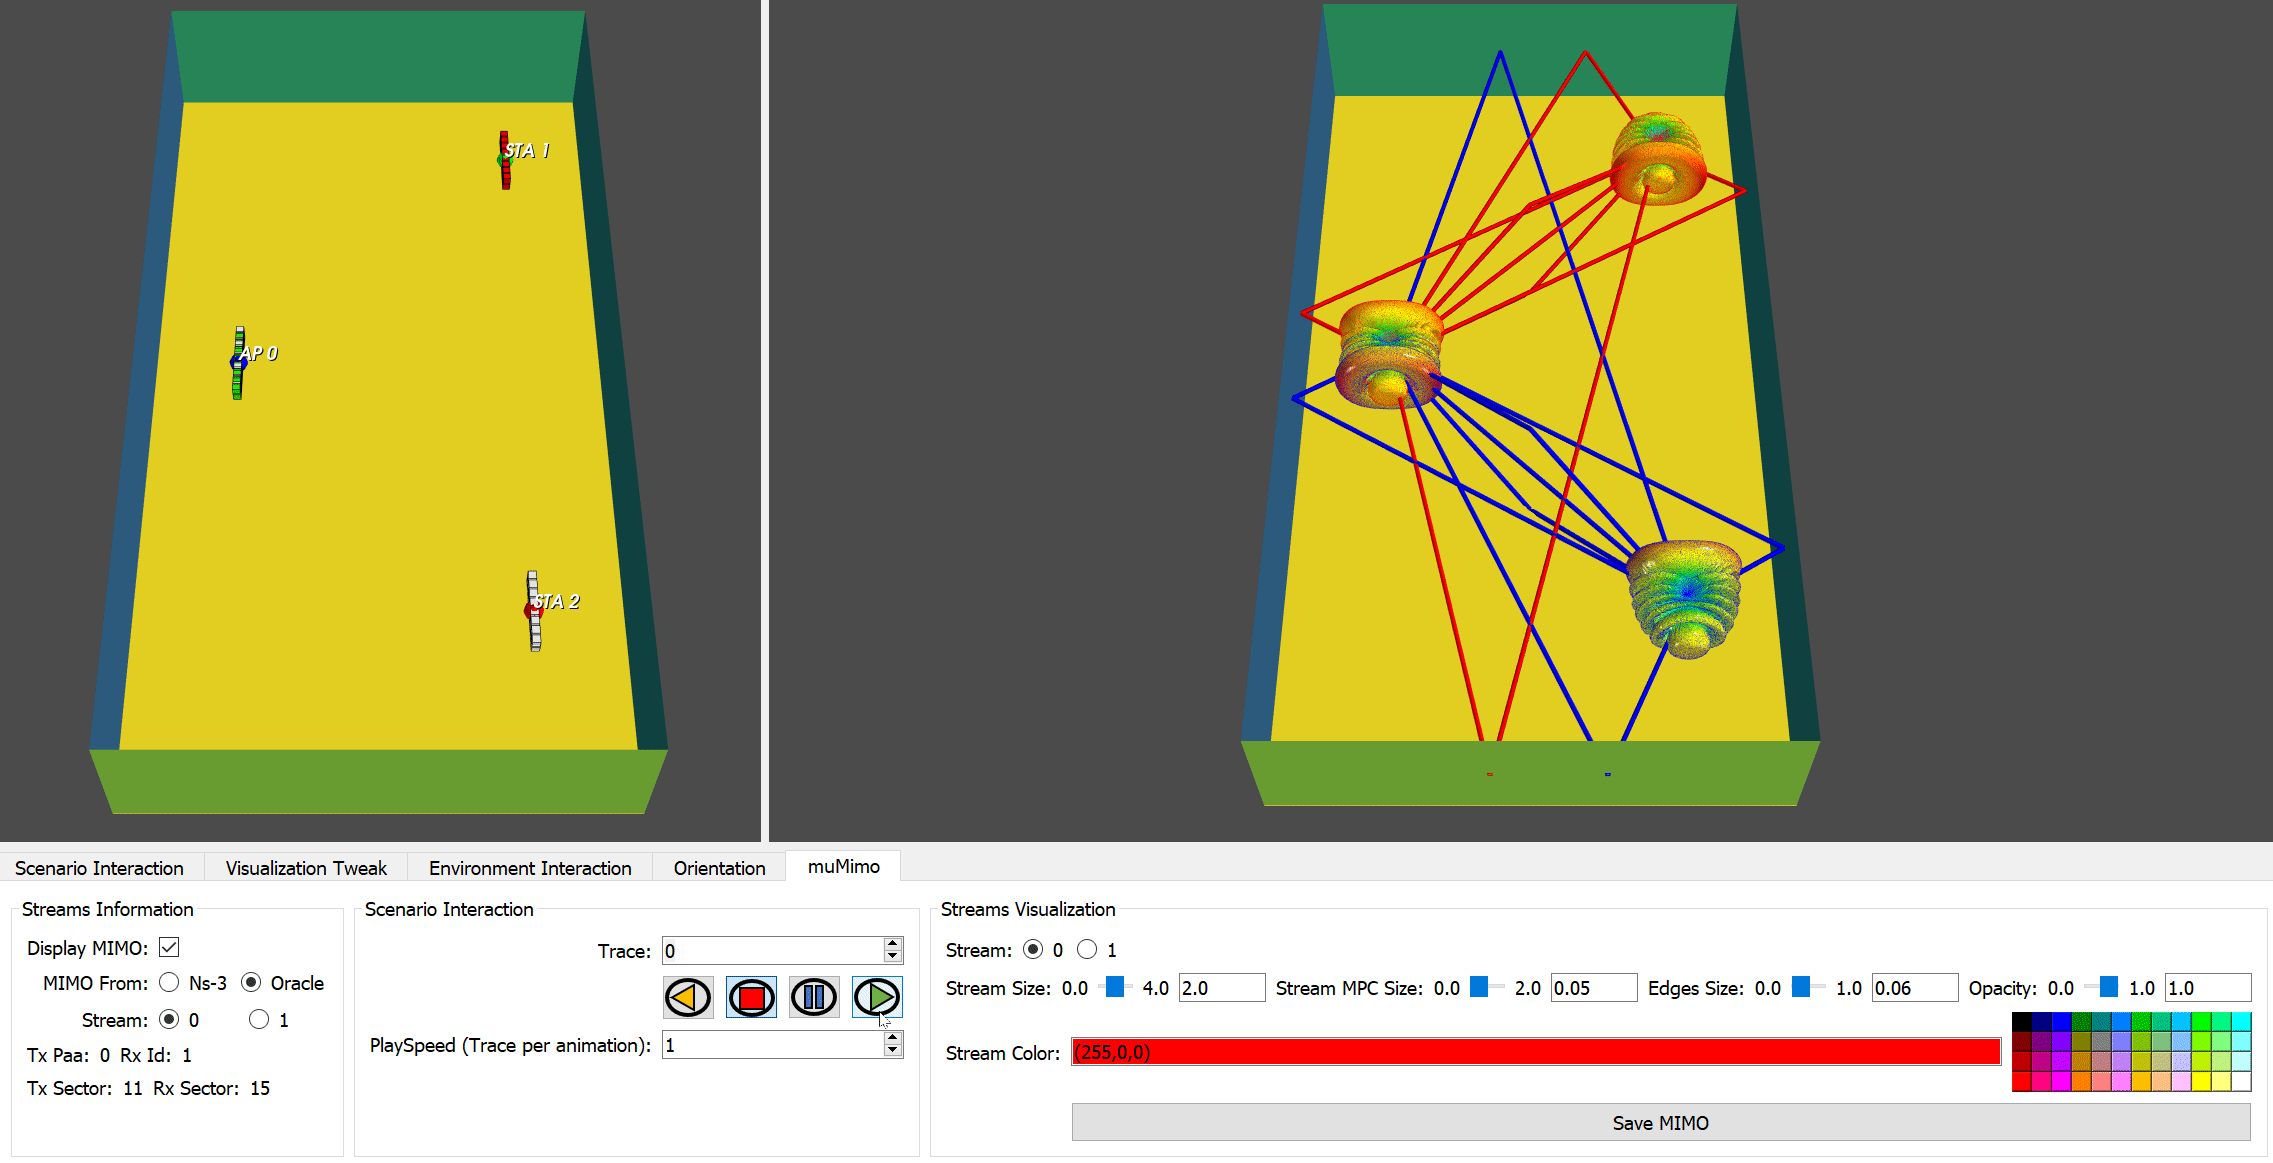 STA 1
AP 0
STA 2
Scenario Interaction Visualization Tweak Environment Interaction Orientation muMimo
Streams Information
Display MIMO:
MIMO From: Ns-3 Oracle
Stream: 0 1
Tx Paa: 0 Rx Id: 1
Tx Sector: 11 Rx Sector: 15
Scenario Interaction
Trace: 0
PlaySpeed (Trace per animation): 1
Streams Visualization
Stream: 0 1
Stream Size: 0.0 4.0 2.0 Stream MPC Size: 0.0 2.0 0.05 Edges Size: 0.0 1.0 0.06 Opacity: 0.0 1.0 1.0
Stream Color: (255,0,0)
Save MIMO